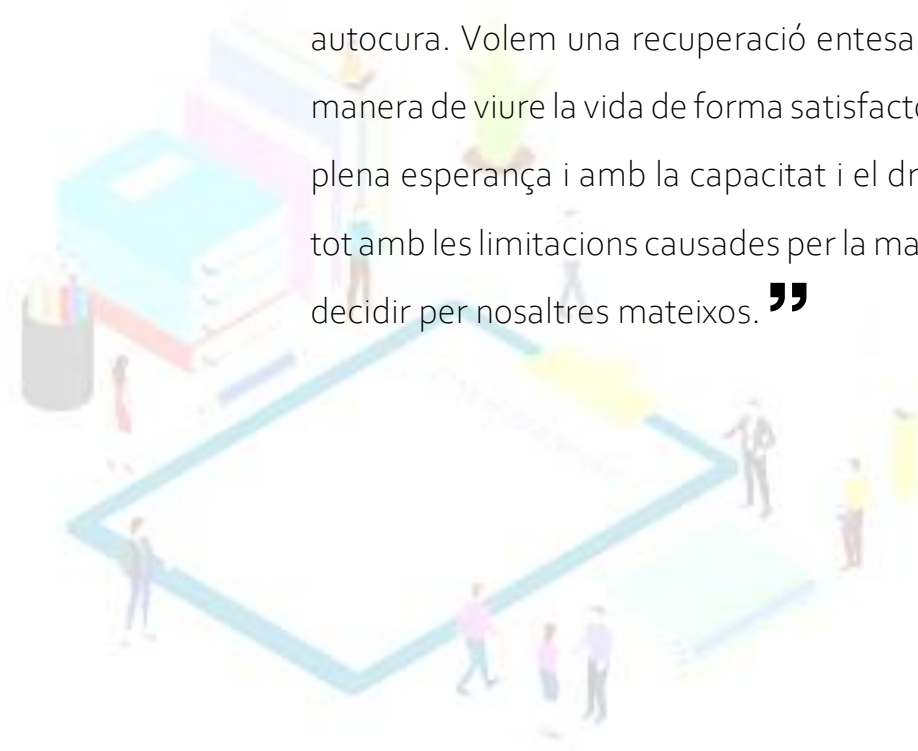 autocura. Volem una recuperació entesa
manera de viure la vida de forma satisfact
plena esperança i amb la capacitat i el dr
tot amb les limitacions causades per la ma
decidir per nosaltres mateixos. ”